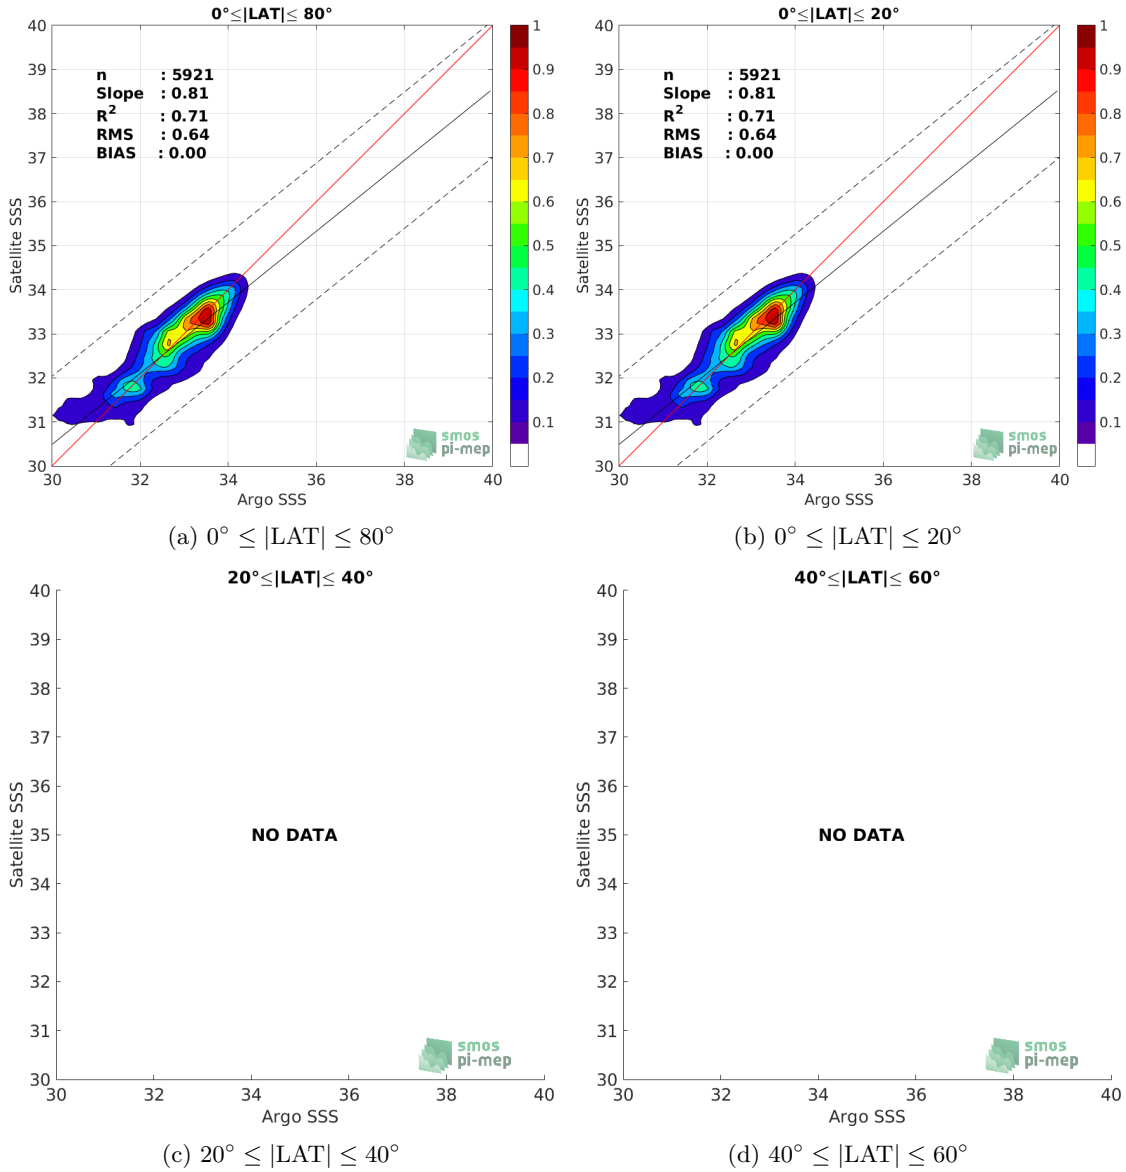 0°≤|LAT|≤ 80°
40
39
38
37
36
35
34
33
32
31
30
Satellite SSS
n : 5921
Slope : 0.81
R² : 0.71
RMS : 0.64
BIAS : 0.00
smos
pi-mep
30 32 34 36 38 40
Argo SSS
1
0.9
0.8
0.7
0.6
0.5
0.4
0.3
0.2
0.1
(a) 0° ≤ |LAT| ≤ 80°
0°≤|LAT|≤ 20°
40
39
38
37
36
35
34
33
32
31
30
Satellite SSS
n : 5921
Slope : 0.81
R² : 0.71
RMS : 0.64
BIAS : 0.00
smos
pi-mep
30 32 34 36 38 40
Argo SSS
1
0.9
0.8
0.7
0.6
0.5
0.4
0.3
0.2
0.1
(b) 0° ≤ |LAT| ≤ 20°
20°≤|LAT|≤ 40°
40
39
38
37
36
35
34
33
32
31
30
Satellite SSS
NO DATA
smos
pi-mep
30 32 34 36 38 40
Argo SSS
(c) 20° ≤ |LAT| ≤ 40°
40°≤|LAT|≤ 60°
40
39
38
37
36
35
34
33
32
31
30
Satellite SSS
NO DATA
smos
pi-mep
30 32 34 36 38 40
Argo SSS
(d) 40° ≤ |LAT| ≤ 60°